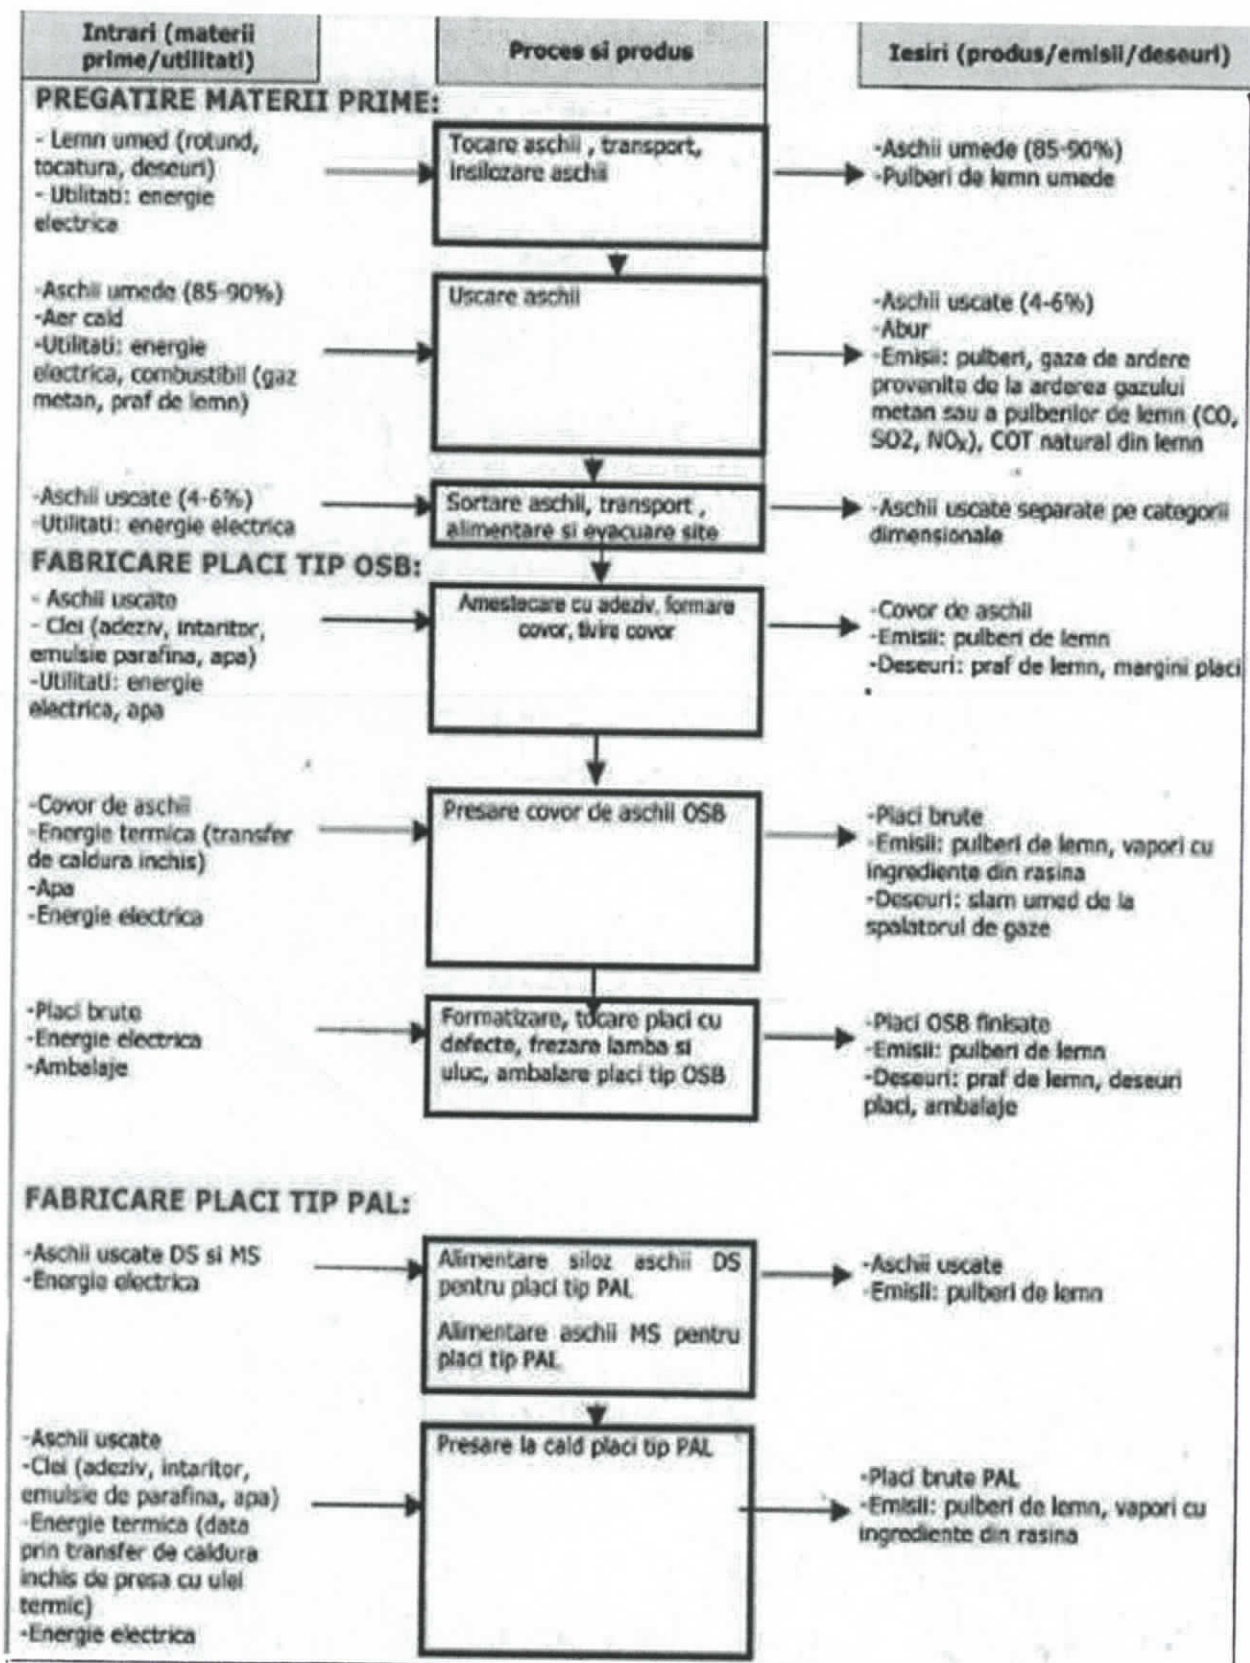 Intrari (materii
prime/utilitati)
Proces si produs
Iesiri (produs/emisii/deseuri)
PREGATIRE MATERII PRIME:
- Lemn umed (rotund,
tocatura, deseuri)
- Utilitati: energie
electrica
Tocare aschii , transport,
insilozare aschii
-Aschii umede (85-90%)
-Pulberi de lemn umede
-Aschii umede (85-90%)
-Aer cald
-Utilitati: energie
electrica, combustibil (gaz
metan, praf de lemn)
Uscare aschii
-Aschii uscate (4-6%)
-Abur
-Emisii: pulberi, gaze de ardere
provenite de la arderea gazului
metan sau a pulberilor de lemn (CO,
SO2, NOx), COT natural din lemn
-Aschii uscate (4-6%)
-Utilitati: energie electrica
Sortare aschii, transport ,
alimentare si evacuare site
-Aschii uscate separate pe categorii
dimensionale
FABRICARE PLACI TIP OSB:
- Aschii uscate
- Clei (adeziv, intaritor,
emulsie parafina, apa)
-Utilitati: energie
electrica, apa
Amestecare cu adeziv, formare
covor, tivire covor
-Covor de aschii
-Emisii: pulberi de lemn
-Deseuri: praf de lemn, margini placi
-Covor de aschii
-Energie termica (transfer
de caldura inchis)
-Apa
-Energie electrica
Presare covor de aschii OSB
-Placi brute
-Emisii: pulberi de lemn, vapori cu
ingrediente din rasina
-Deseuri: slam umed de la
spalatorul de gaze
-Placi brute
-Energie electrica
-Ambalaje
Formatizare, tocare placi cu
defecte, frezare lamba si
uluc, ambalare placi tip OSB
-Placi OSB finisate
-Emisii: pulberi de lemn
-Deseuri: praf de lemn, deseuri
placi, ambalaje
FABRICARE PLACI TIP PAL:
-Aschii uscate DS si MS
-Energie electrica
Alimentare siloz aschii DS
pentru placi tip PAL
Alimentare aschii MS pentru
placi tip PAL
-Aschii uscate
-Emisii: pulberi de lemn
-Aschii uscate
-Clei (adeziv, intaritor,
emulsie de parafina, apa)
-Energie termica (data
prin transfer de caldura
inchis de presa cu ulei
termic)
-Energie electrica
Presare la cald placi tip PAL
-Placi brute PAL
-Emisii: pulberi de lemn, vapori cu
ingrediente din rasina